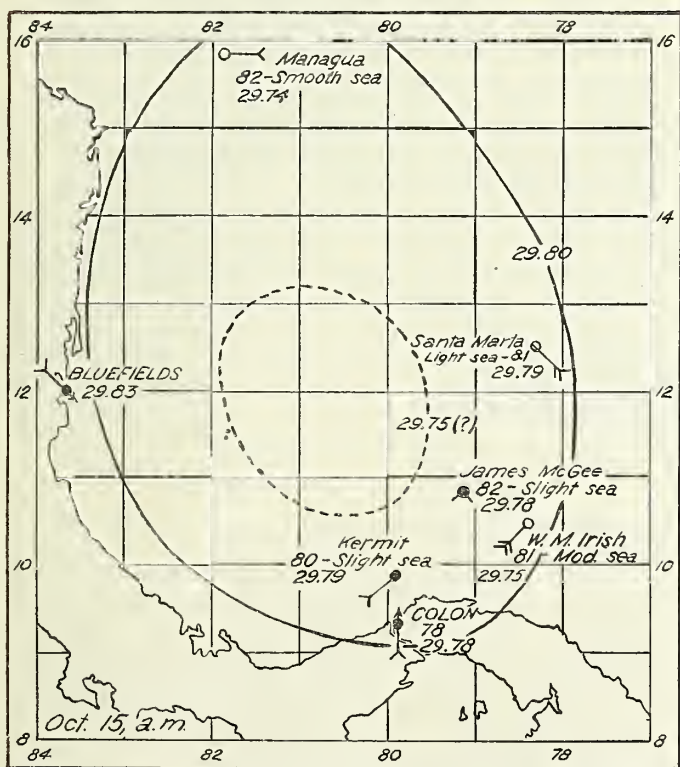 84 82 80 78
16
Managua
82-Smooth sea
29.74
14 14
29.80
Santa Marta
Light sea-81
29.79
BLUEFIELDS
29.83
12 12
29.75(?)
James McGee
82-Slight sea
29.78
W.M. Irish
81 Mod. sea
29.75
10 10
Kermit
80-Slight sea
29.79
COLÓN
78
29.78
Oct. 15, a.m.
8 8
84 82 80 78